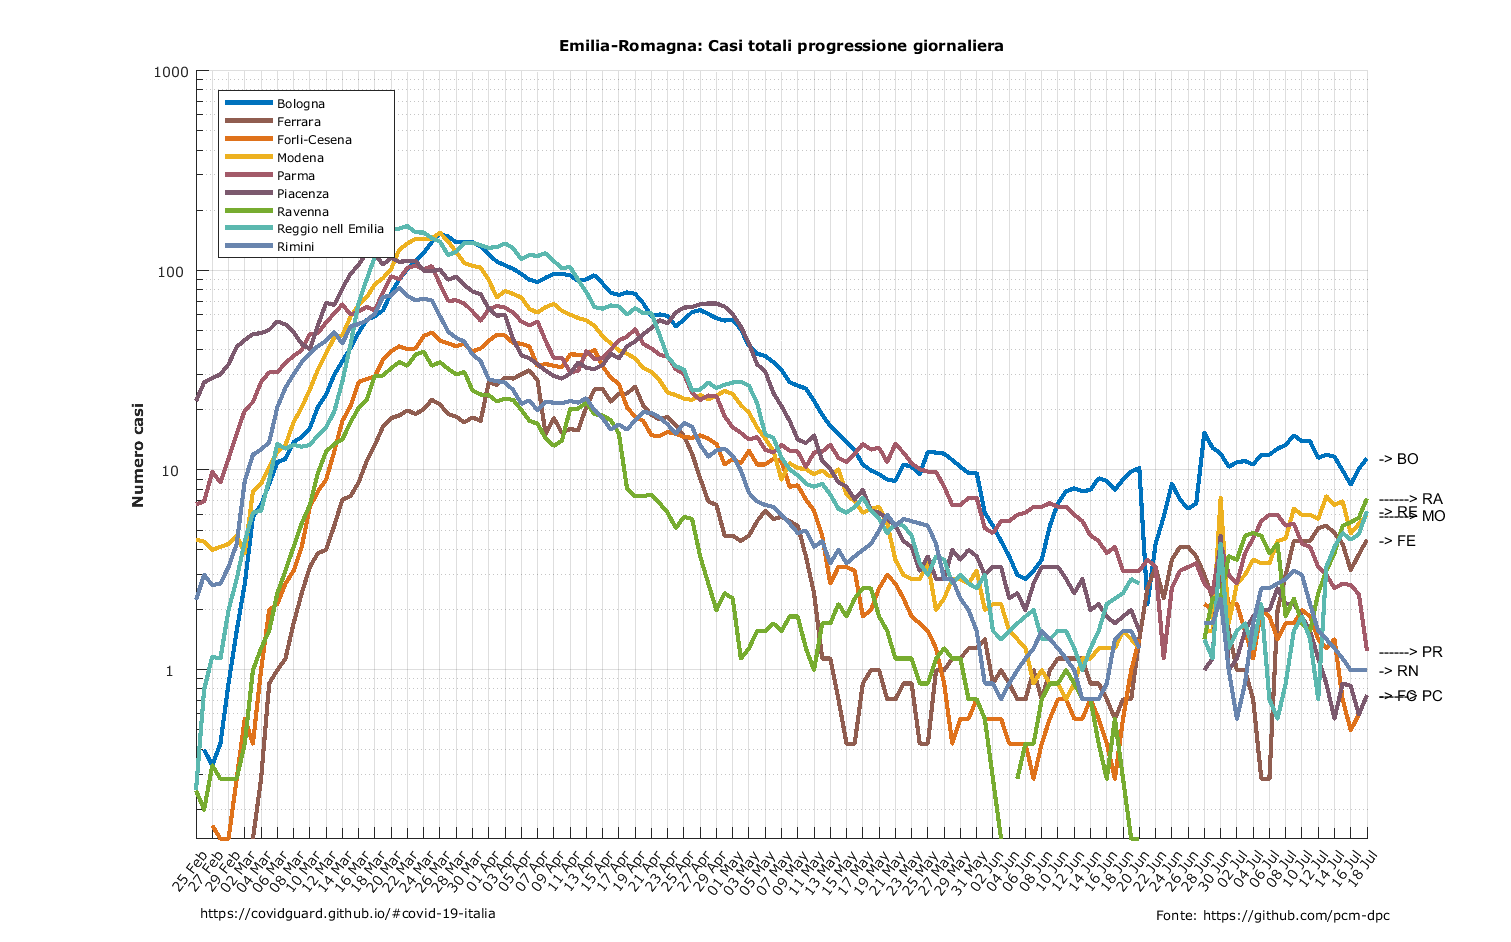 Emilia-Romagna: Casi totali progressione giornaliera
1000
100
10
1
Numero casi
Bologna
Ferrara
Forli-Cesena
Modena
Parma
Piacenza
Ravenna
Reggio nell Emilia
Rimini
-> BO
------> RA
-> RE
------> MO
-> FE
------> PR
-> RN
-> FC
------> PC
25 Feb
27 Feb
29 Feb
02 Mar
04 Mar
06 Mar
08 Mar
10 Mar
12 Mar
14 Mar
16 Mar
18 Mar
20 Mar
22 Mar
24 Mar
26 Mar
28 Mar
30 Mar
01 Apr
03 Apr
05 Apr
07 Apr
09 Apr
11 Apr
13 Apr
15 Apr
17 Apr
19 Apr
21 Apr
23 Apr
25 Apr
27 Apr
29 Apr
01 May
03 May
05 May
07 May
09 May
11 May
13 May
15 May
17 May
19 May
21 May
23 May
25 May
27 May
29 May
31 May
02 Jun
04 Jun
06 Jun
08 Jun
10 Jun
12 Jun
14 Jun
16 Jun
18 Jun
20 Jun
22 Jun
24 Jun
26 Jun
28 Jun
30 Jun
02 Jul
04 Jul
06 Jul
08 Jul
10 Jul
12 Jul
14 Jul
16 Jul
18 Jul
https://covidguard.github.io/#covid-19-italia
Fonte: https://github.com/pcm-dpc